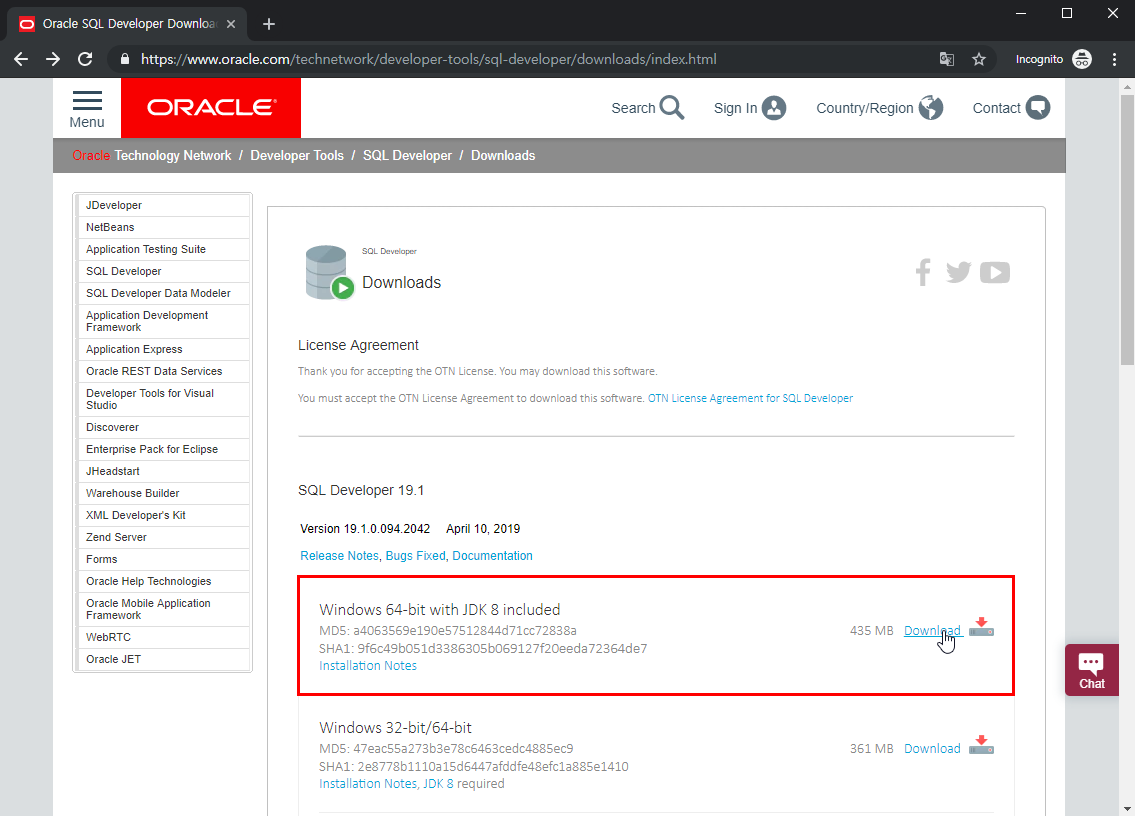 Oracle SQL Developer Downloa
https://www.oracle.com/technetwork/developer-tools/sql-developer/downloads/index.html
Incognito
Menu
ORACLE
Search
Sign In
Country/Region
Contact
Oracle Technology Network / Developer Tools / SQL Developer / Downloads
JDeveloper
NetBeans
Application Testing Suite
SQL Developer
SQL Developer Data Modeler
Application Development
Framework
Application Express
Oracle REST Data Services
Developer Tools for Visual
Studio
Discoverer
Enterprise Pack for Eclipse
JHeadstart
Warehouse Builder
XML Developer's Kit
Zend Server
Forms
Oracle Help Technologies
Oracle Mobile Application
Framework
WebRTC
Oracle JET
SQL Developer
Downloads
License Agreement
Thank you for accepting the OTN License. You may download this software.
You must accept the OTN License Agreement to download this software. OTN License Agreement for SQL Developer
SQL Developer 19.1
Version 19.1.0.094.2042 April 10, 2019
Release Notes, Bugs Fixed, Documentation
Windows 64-bit with JDK 8 included
MD5: a4063569e190e57512844d71cc72838a
435 MB Download
SHA1: 9f6c49b051d3386305b069127f20eeda72364de7
Installation Notes
Windows 32-bit/64-bit
MD5: 47eac55a273b3e78c6463cedc4885ec9
361 MB Download
SHA1: 2e8778b1110a15d6447afddfe48efc1a885e1410
Installation Notes, JDK 8 required
Chat